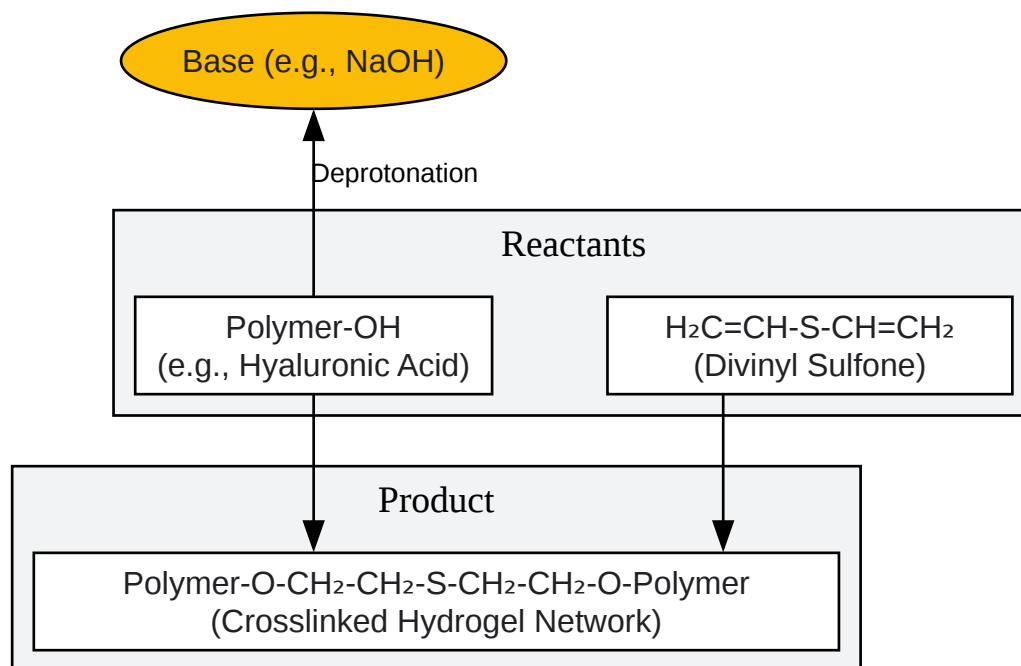 Base (e.g., NaOH)
Deprotonation
Reactants
Polymer-OH
(e.g., Hyaluronic Acid)
H₂C=CH-S-CH=CH₂
(Divinyl Sulfone)
Product
Polymer-O-CH₂-CH₂-S-CH₂-CH₂-O-Polymer
(Crosslinked Hydrogel Network)